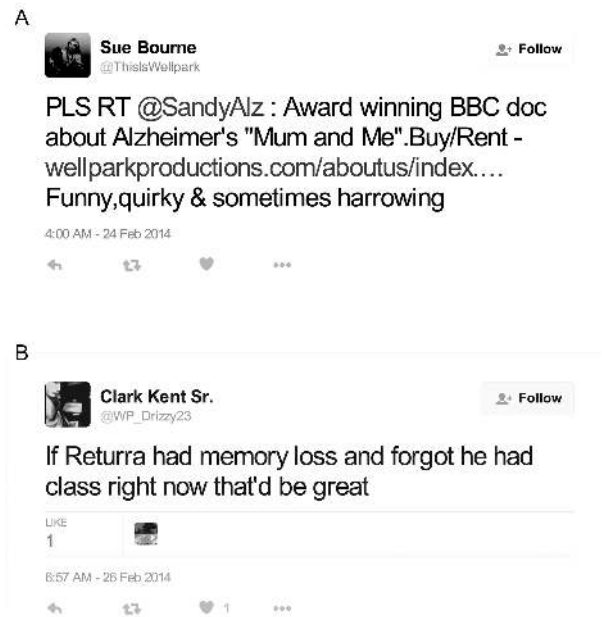 A
Sue Bourne
Follow
@ThisIsWellpark
PLS RT @SandyAlz : Award winning BBC doc
about Alzheimer's "Mum and Me".Buy/Rent -
wellparkproductions.com/aboutus/index....
Funny,quirky & sometimes harrowing
4:00 AM - 24 Feb 2014
B
Clark Kent Sr.
Follow
@WP_Drizzy23
If Returra had memory loss and forgot he had
class right now that'd be great
LIKE
1
6:57 AM - 26 Feb 2014
1